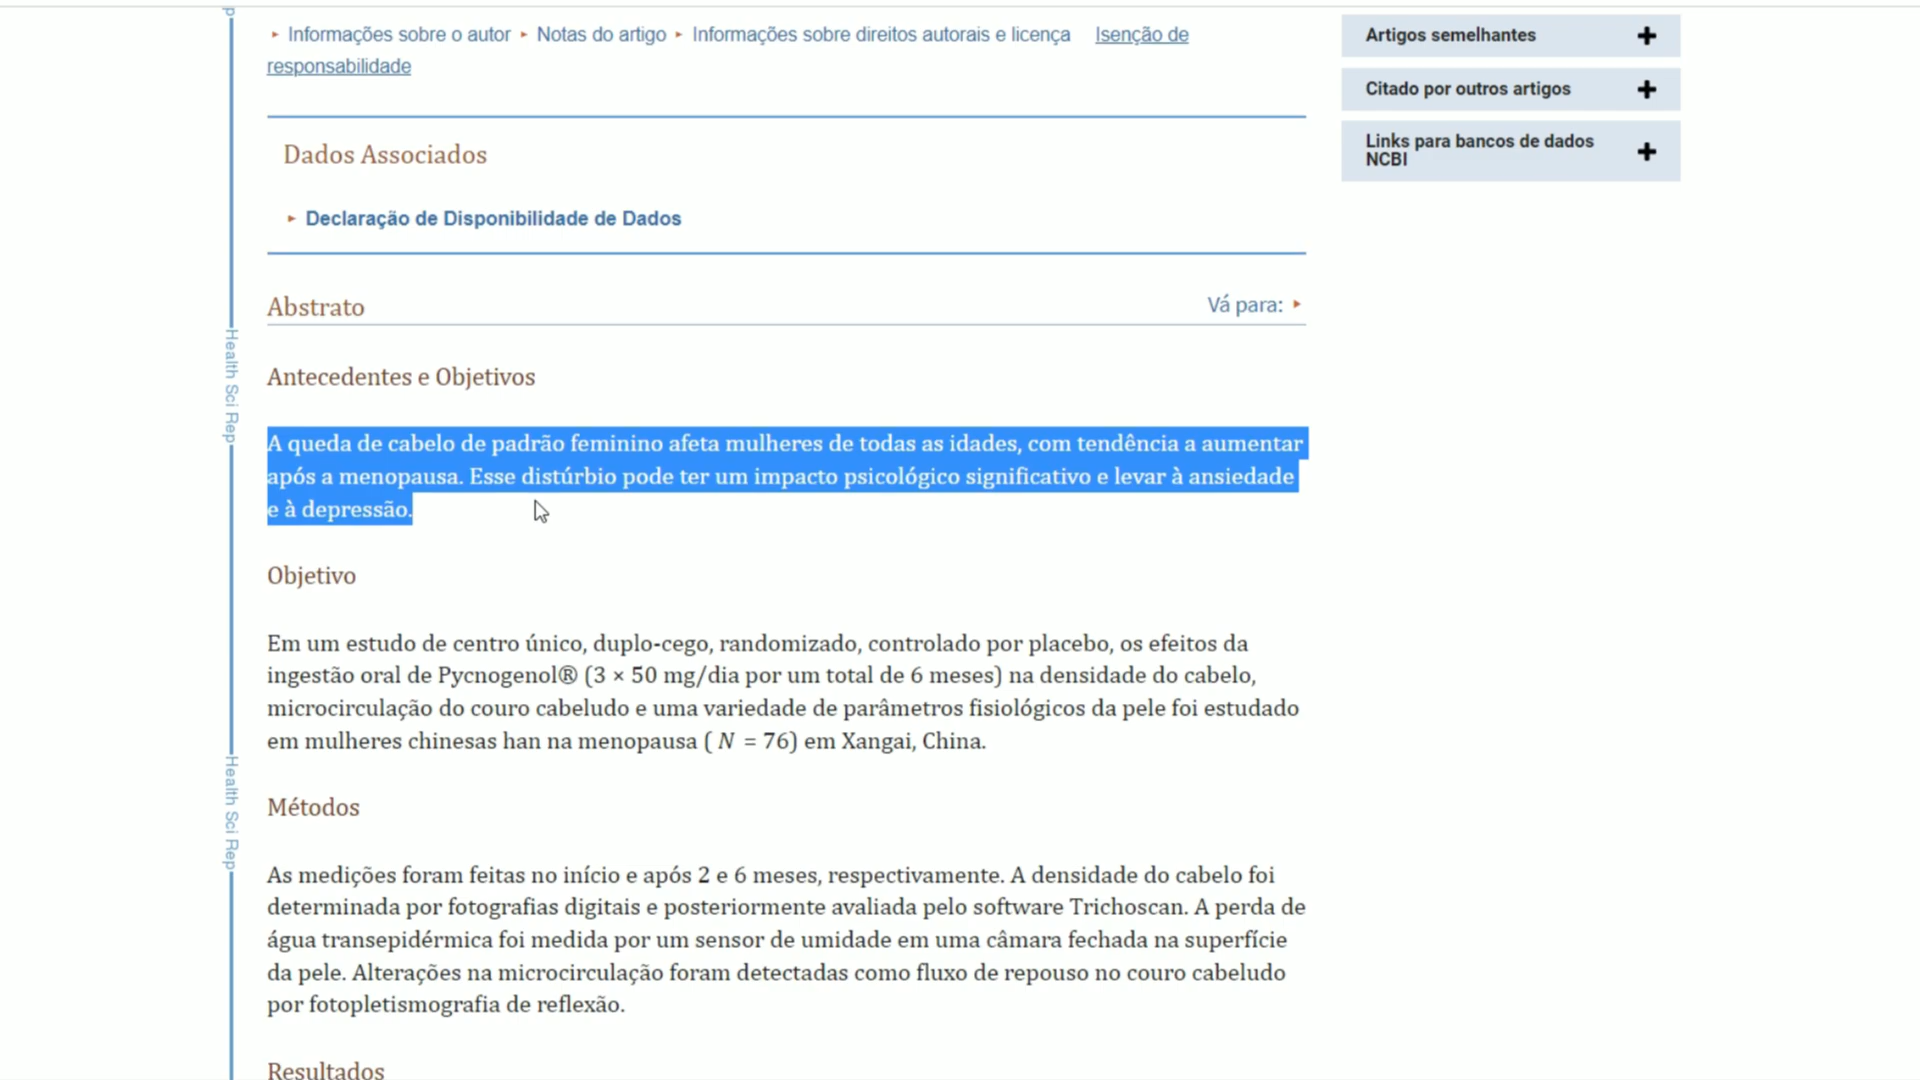 Informações sobre o autor Notas do artigo Informações sobre direitos autorais e licença Isenção de
responsabilidade
Dados Associados
Declaração de Disponibilidade de Dados
Abstrato
Vá para:
Antecedentes e Objetivos
A queda de cabelo de padrão feminino afeta mulheres de todas as idades, com tendência a aumentar
após a menopausa. Esse distúrbio pode ter um impacto psicológico significativo e levar à ansiedade
e à depressão.
Objetivo
Em um estudo de centro único, duplo-cego, randomizado, controlado por placebo, os efeitos da
ingestão oral de Pycnogenol® (3 × 50 mg/dia por um total de 6 meses) na densidade do cabelo,
microcirculação do couro cabeludo e uma variedade de parâmetros fisiológicos da pele foi estudado
em mulheres chinesas han na menopausa ( N = 76) em Xangai, China.
Métodos
As medições foram feitas no início e após 2 e 6 meses, respectivamente. A densidade do cabelo foi
determinada por fotografias digitais e posteriormente avaliada pelo software Trichoscan. A perda de
água transepidérmica foi medida por um sensor de umidade em uma câmara fechada na superfície
da pele. Alterações na microcirculação foram detectadas como fluxo de repouso no couro cabeludo
por fotopletismografia de reflexão.
Resultados
Artigos semelhantes
Citado por outros artigos
Links para bancos de dados
NCBI
p
Health Sci Rep
Health Sci Rep